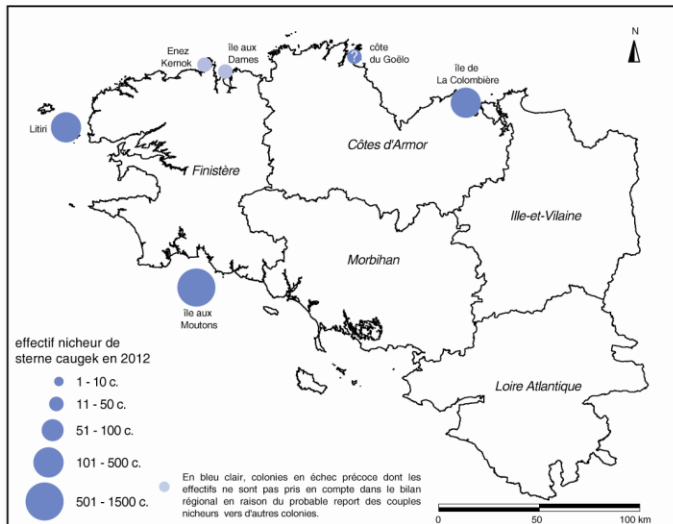 Enez
Kernok
île aux
Dames
?
côte
du Goëlo
N
île de
La Colombière
Litiri
Côtes d'Armor
Finistère
Ille-et-Vilaine
Morbihan
île aux
Moutons
Loire Atlantique
effectif nicheur de
sterne caugek en 2012
1 - 10 c.
11 - 50 c.
51 - 100 c.
101 - 500 c.
501 - 1500 c.
En bleu clair, colonies en échec précoce dont les
effectifs ne sont pas pris en compte dans le bilan
régional en raison du probable report des couples
nicheurs vers d'autres colonies.
0 50 100 km